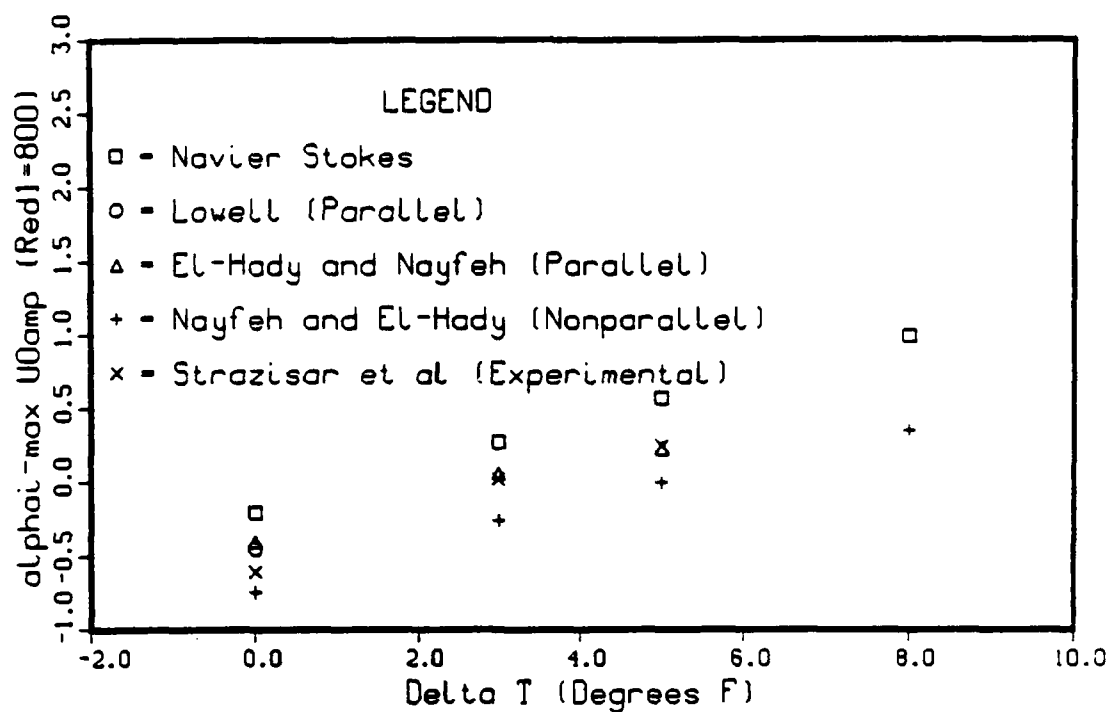 3.0
2.5
2.0
1.5
1.0
0.5
0.0
-0.5
-1.0
alphai-max U0amp (Red1=800)
LEGEND
□ - Navier Stokes
○ - Lowell (Parallel)
△ - El-Hady and Nayfeh (Parallel)
+ - Nayfeh and El-Hady (Nonparallel)
× - Strazisar et al (Experimental)
-2.0 0.0 2.0 4.0 6.0 8.0 10.0
Delta T (Degrees F)